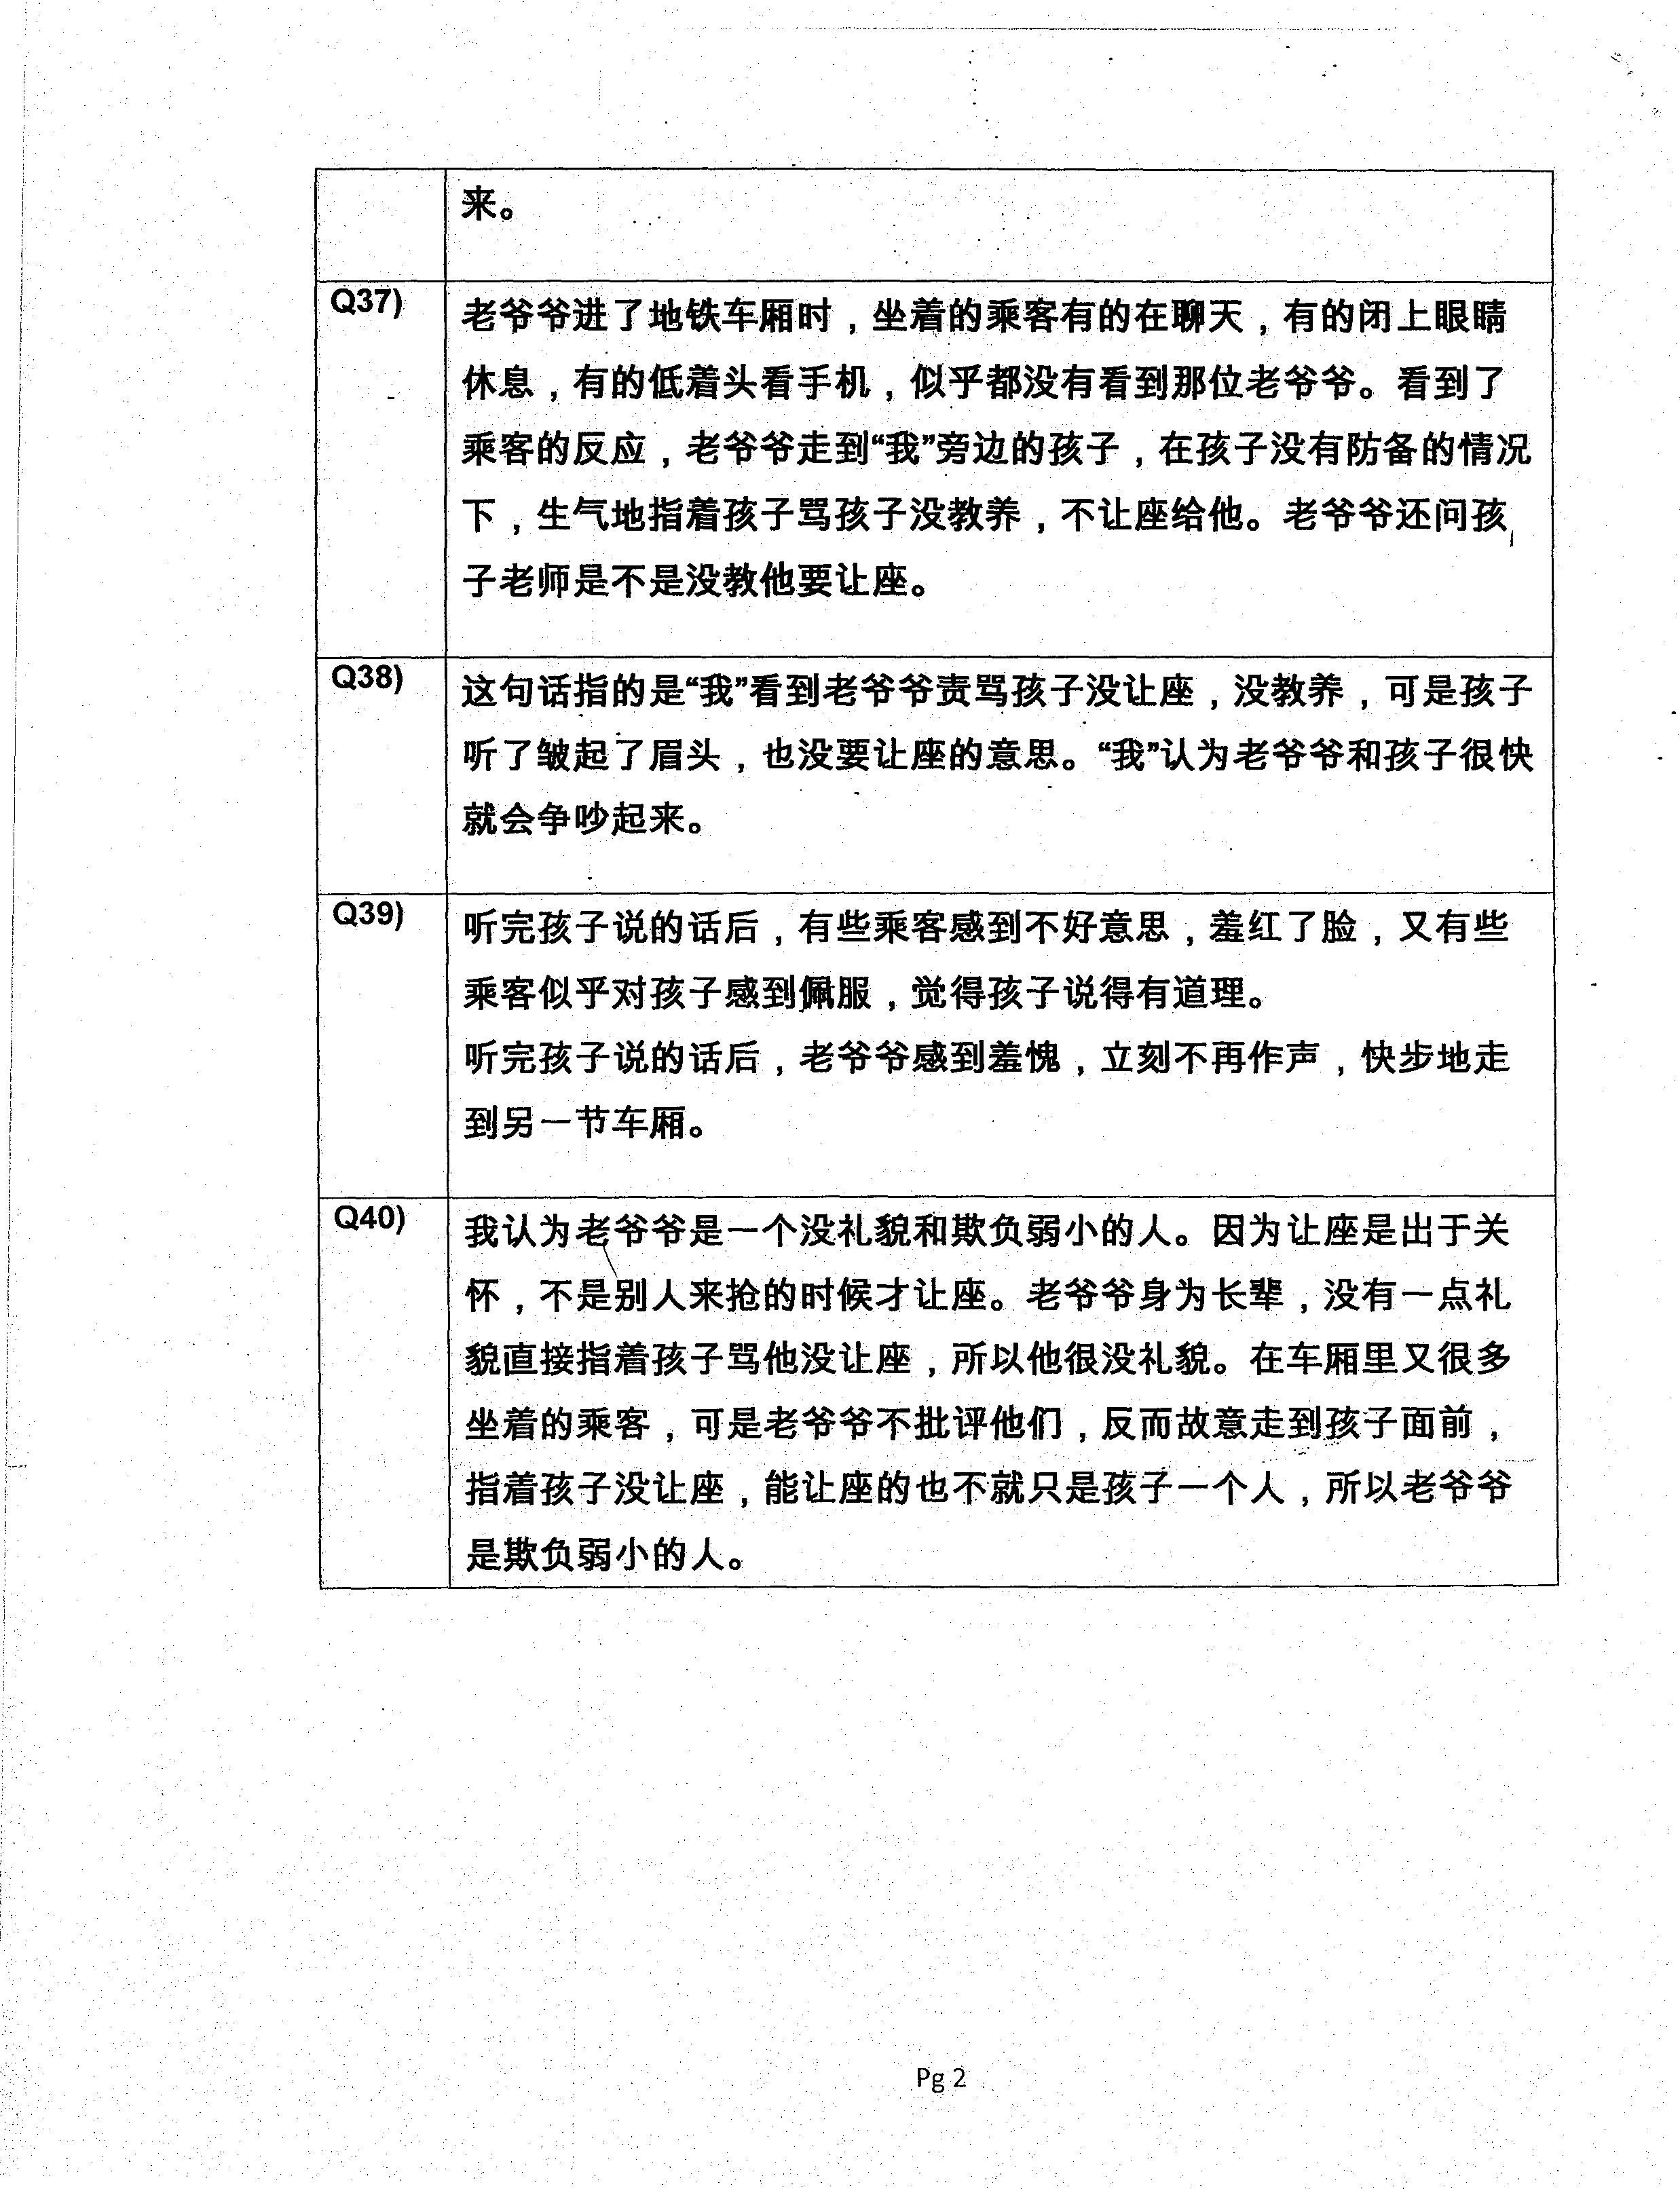 来。
Q37)
老爷爷进了地铁车厢时，坐着的乘客有的在聊天，有的闭上眼睛
休息，有的低着头看手机，似乎都没有看到那位老爷爷。看到了
乘客的反应，老爷爷走到“我”旁边的孩子，在孩子没有防备的情况
下，生气地指着孩子骂孩子没教养，不让座给他。老爷爷还问孩
子老师是不是没教他要让座。
Q38)
这句话指的是“我”看到老爷爷责骂孩子没让座，没教养，可是孩子
听了皱起了眉头，也没要让座的意思。“我”认为老爷爷和孩子很快
就会争吵起来。
Q39)
听完孩子说的话后，有些乘客感到不好意思，羞红了脸，又有些
乘客似乎对孩子感到佩服，觉得孩子说得有道理。
听完孩子说的话后，老爷爷感到羞愧，立刻不再作声，快步地走
到另一节车厢。
Q40)
我认为老爷爷是一个没礼貌和欺负弱小的人。因为让座是出于关
怀，不是别人来抢的时候才让座。老爷爷身为长辈，没有一点礼
貌直接指着孩子骂他没让座，所以他很没礼貌。在车厢里又很多
坐着的乘客，可是老爷爷不批评他们，反而故意走到孩子面前，
指着孩子没让座，能让座的也不就只是孩子一个人，所以老爷爷
是欺负弱小的人。
Pg 2